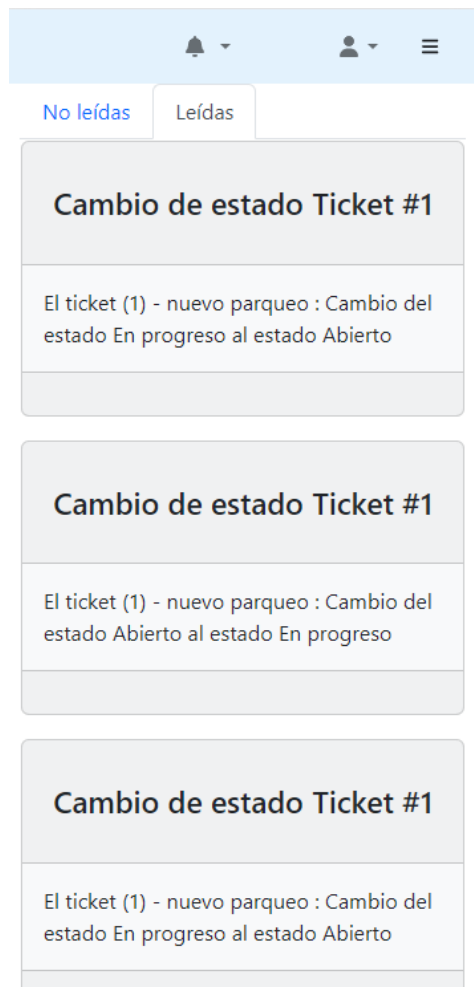 No leídas
Leídas
Cambio de estado Ticket #1
El ticket (1) - nuevo parqueo : Cambio del
estado En progreso al estado Abierto
Cambio de estado Ticket #1
El ticket (1) - nuevo parqueo : Cambio del
estado Abierto al estado En progreso
Cambio de estado Ticket #1
El ticket (1) - nuevo parqueo : Cambio del
estado En progreso al estado Abierto